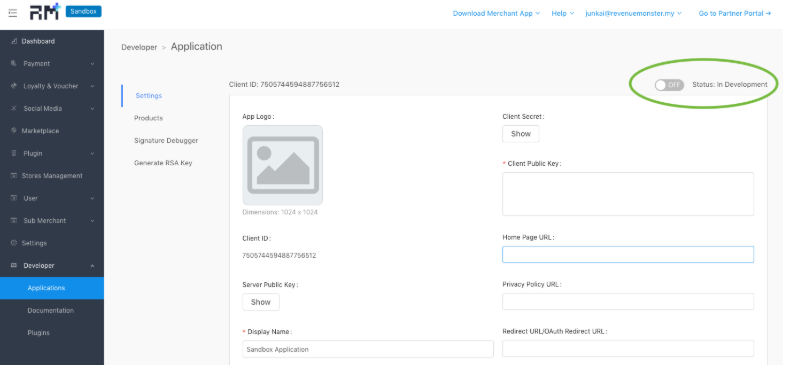 RM
Sandbox
Download Merchant App
Help
junkai@revenuemonster.my
Go to Partner Portal →
Dashboard
Payment
Loyalty & Voucher
Social Media
Marketplace
Plugin
Stores Management
User
Sub Merchant
Settings
Developer
Applications
Documentation
Plugins
Developer > Application
Settings
Products
Signature Debugger
Generate RSA Key
Client ID: 7505744594887756512
OFF
Status: In Development
App Logo :
Dimensions: 1024 x 1024
Client ID :
7505744594887756512
Server Public Key :
Show
* Display Name :
Sandbox Application
Client Secret :
Show
* Client Public Key :
Home Page URL :
Privacy Policy URL :
Redirect URL/OAuth Redirect URL :